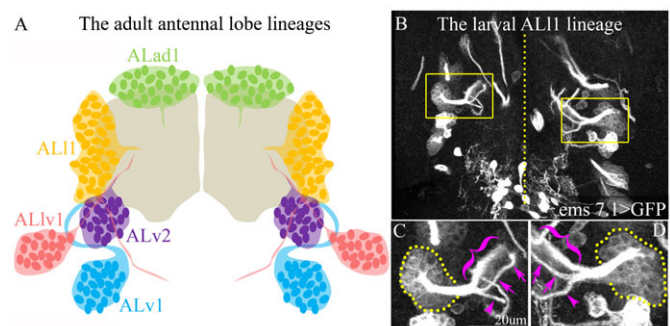 A The adult antennal lobe lineages
ALad1
ALl1
ALlv1
ALv2
ALv1
B The larval ALl1 lineage
ems 7.1>GFP
C
20um
D